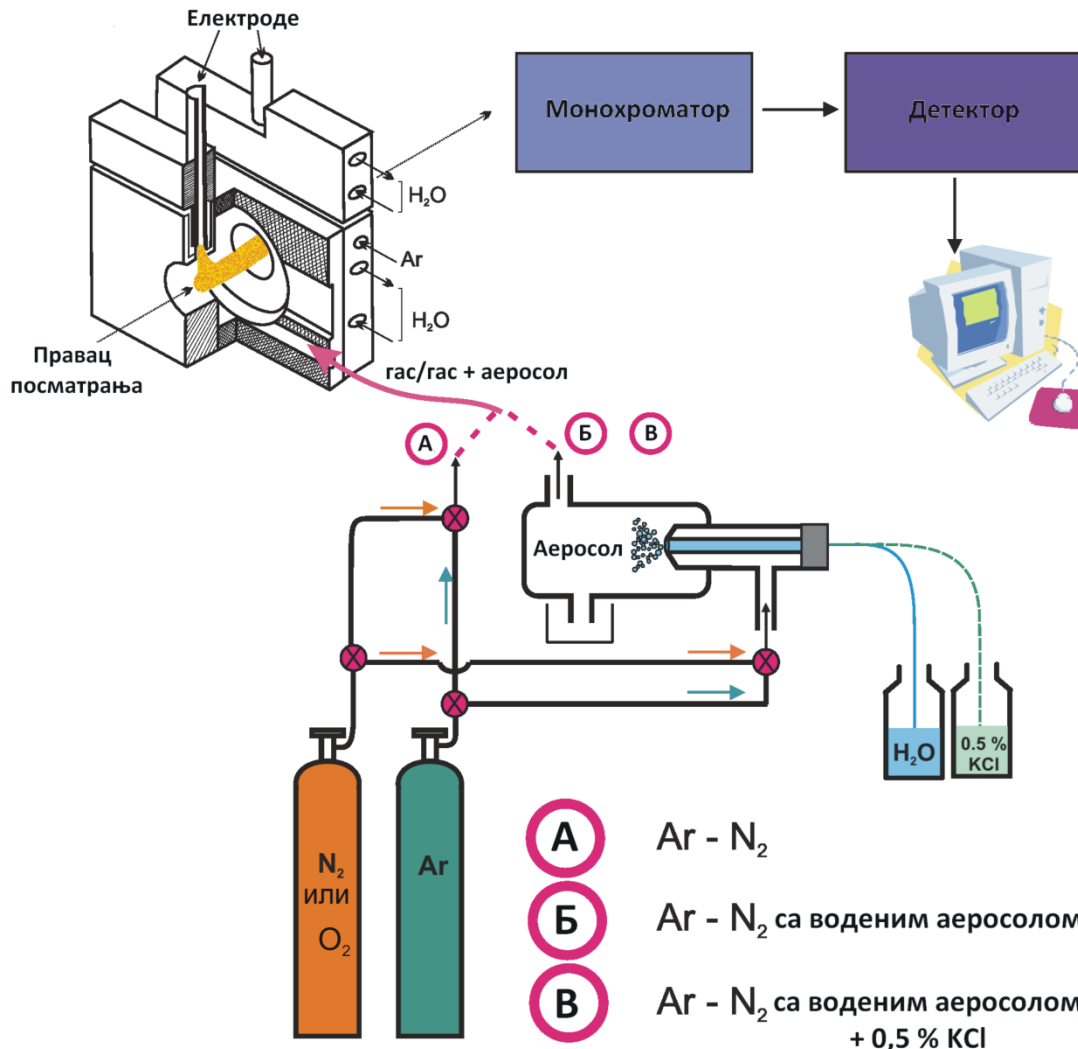 Електроде
Монохроматор
Детектор
H₂O
Ar
H₂O
Правац
посматрања
гас/гас + аеросол
А
Б
В
Аеросол
H₂O
0.5 %
KCl
N₂
или
O₂
Ar
А
Ar - N₂
Б
Ar - N₂ са воденим аеросолом
В
Ar - N₂ са воденим аеросолом
+ 0,5 % KCl